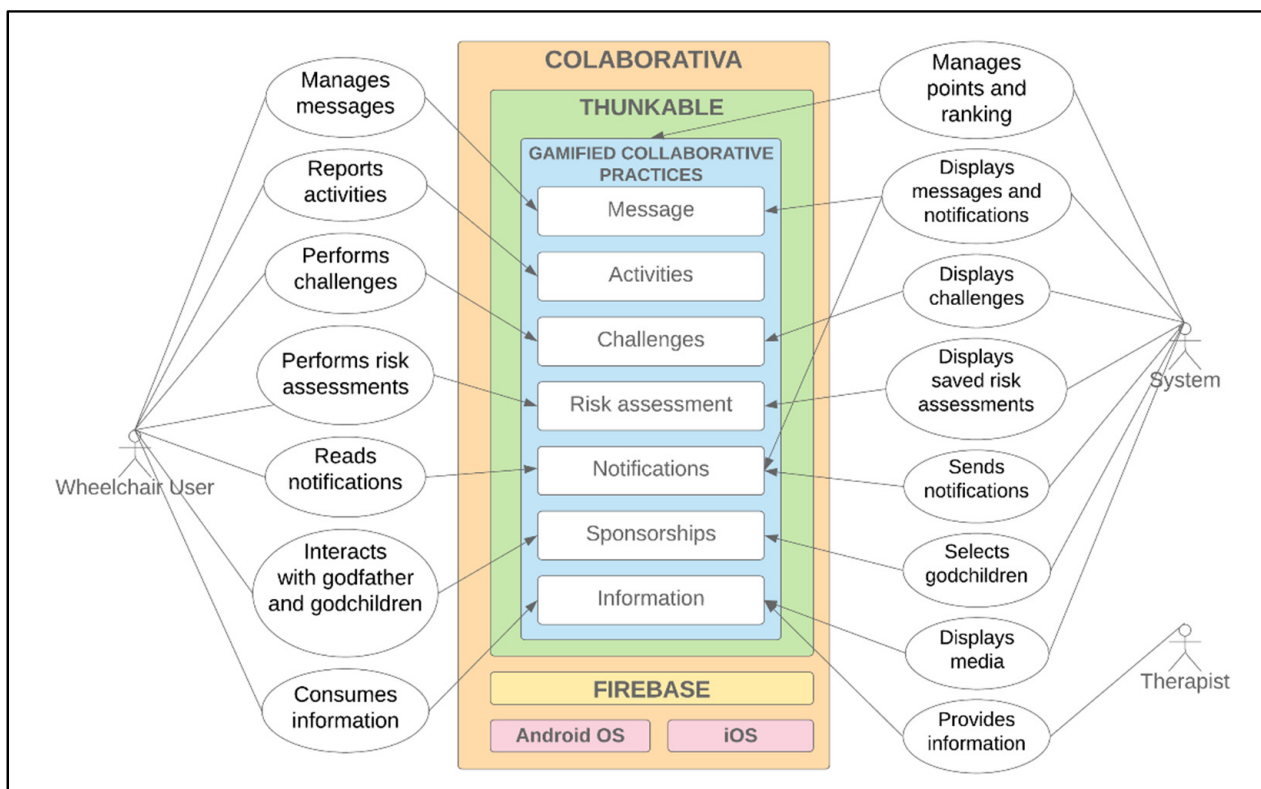 COLABORATIVA
THUNKABLE
GAMIFIED COLLABORATIVE
PRACTICES
Message
Activities
Challenges
Risk assessment
Notifications
Sponsorships
Information
FIREBASE
Android OS
iOS
Manages
messages
Reports
activities
Performs
challenges
Performs risk
assessments
Reads
notifications
Interacts
with godfather
and godchildren
Consumes
information
Wheelchair User
Manages
points and
ranking
Displays
messages and
notifications
Displays
challenges
Displays
saved risk
assessments
Sends
notifications
Selects
godchildren
Displays
media
Provides
information
System
Therapist